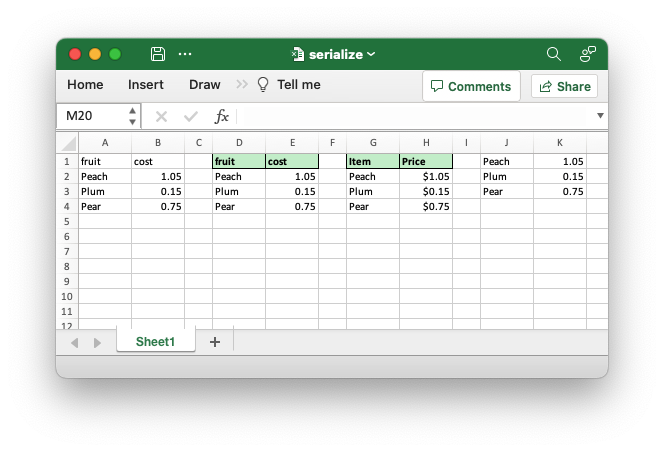 serialize
Home Insert Draw Tell me Comments Share
M20 fx
A B C D E F G H I J K
1 fruit cost fruit cost Item Price Peach 1.05
2 Peach 1.05 Peach 1.05 Peach $1.05 Plum 0.15
3 Plum 0.15 Plum 0.15 Plum $0.15 Pear 0.75
4 Pear 0.75 Pear 0.75 Pear $0.75
5
6
7
8
9
10
11
12
Sheet1 +